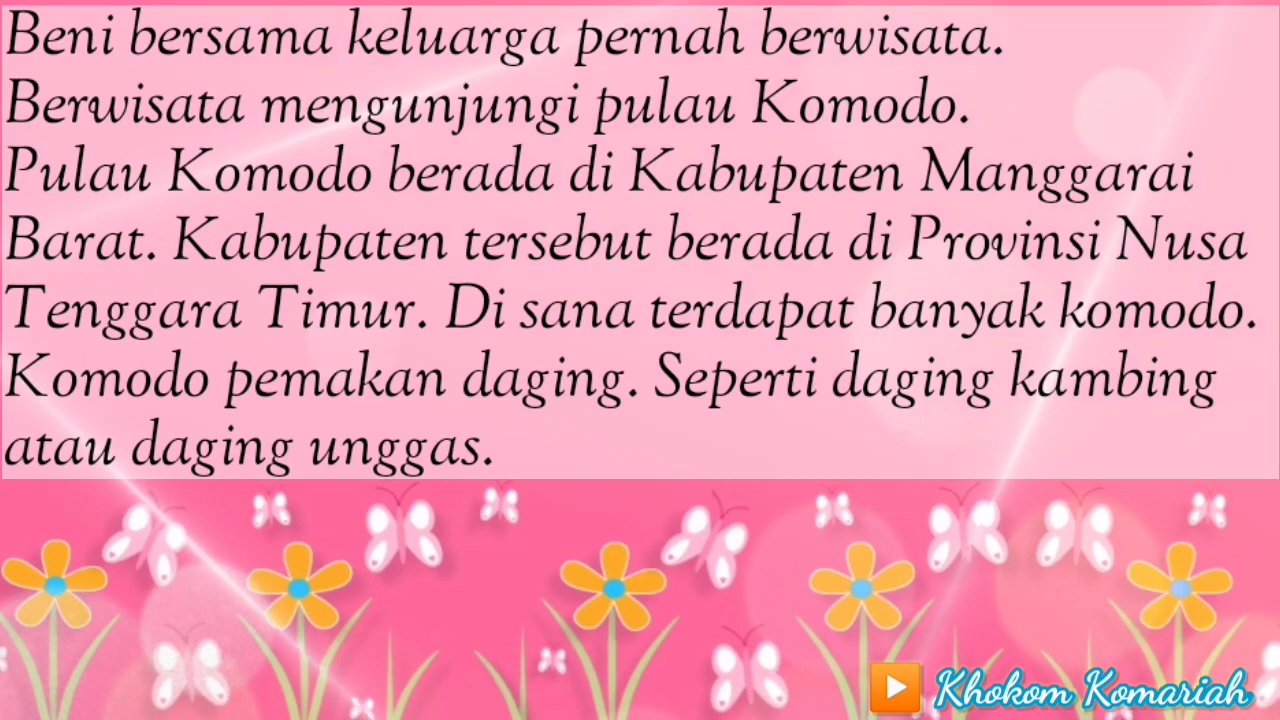 Beni bersama keluarga pernah berwisata.
Berwisata mengunjungi pulau Komodo.
Pulau Komodo berada di Kabupaten Manggarai
Barat. Kabupaten tersebut berada di Provinsi Nusa
Tenggara Timur. Di sana terdapat banyak komodo.
Komodo pemakan daging. Seperti daging kambing
atau daging unggas.
Khokom Komariah